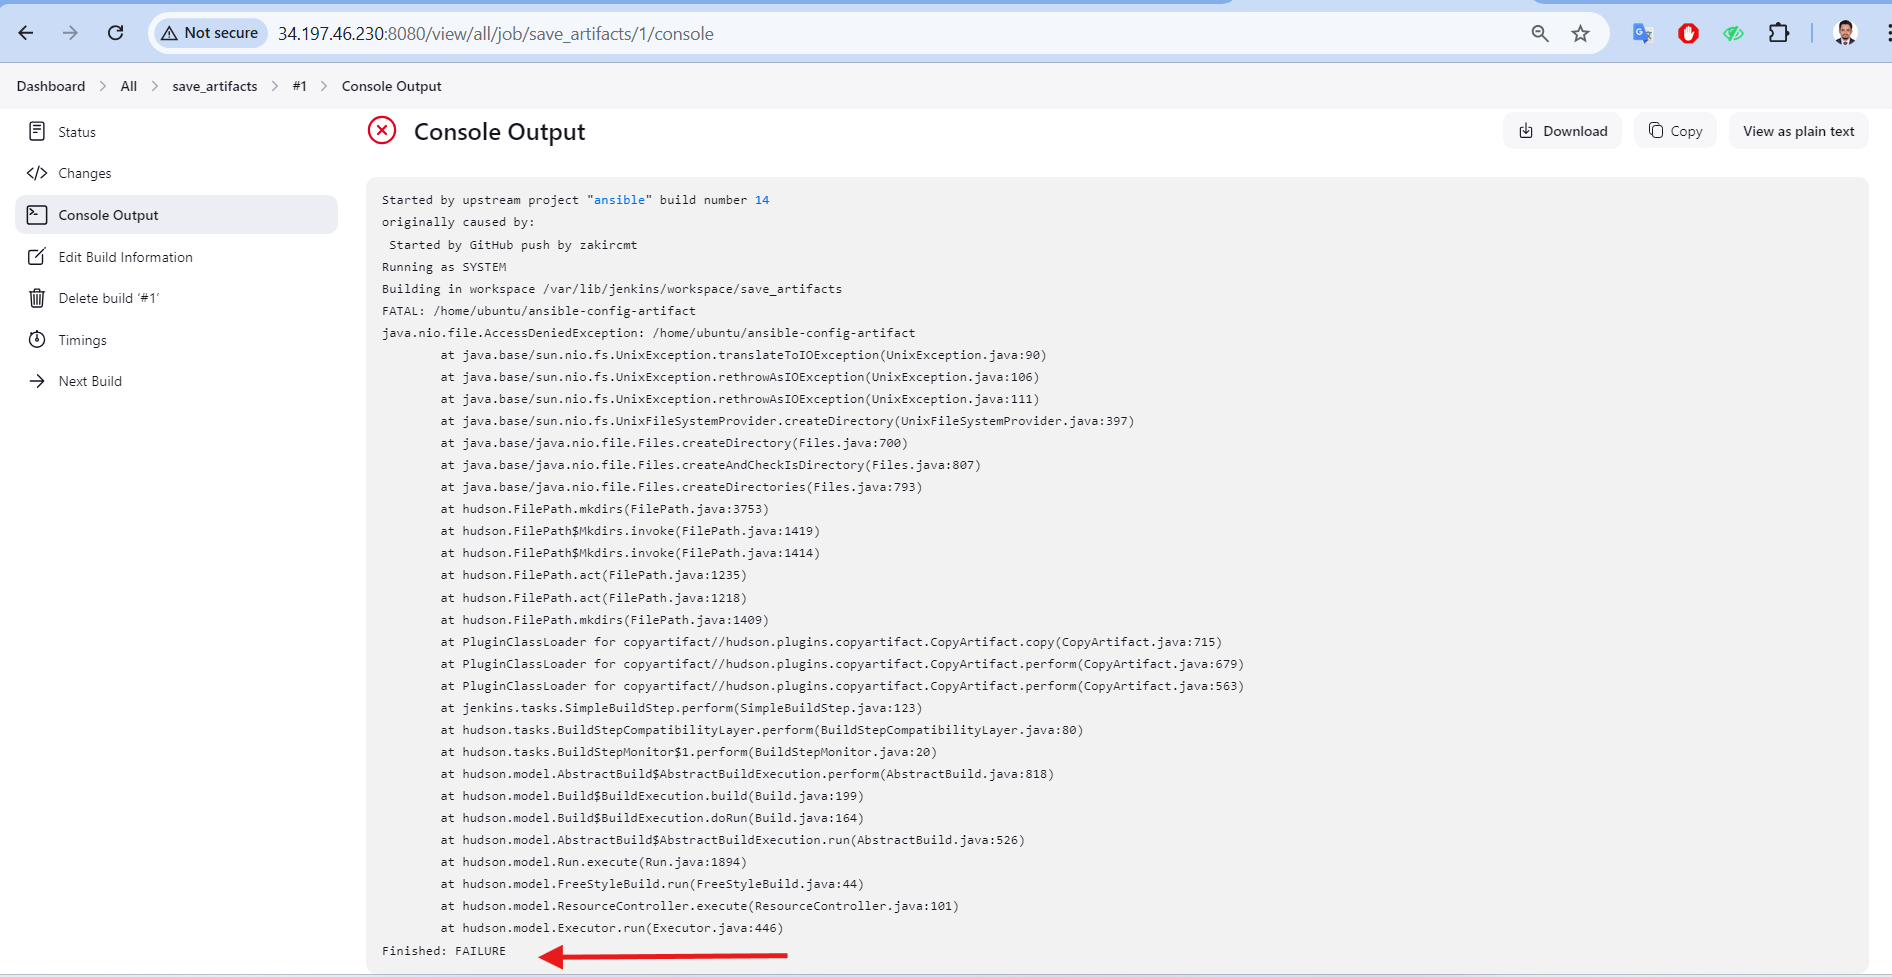 Not secure 34.197.46.230:8080/view/all/job/save_artifacts/1/console
Dashboard > All > save_artifacts > #1 > Console Output
Status
Changes
Console Output
Edit Build Information
Delete build ‘#1’
Timings
Next Build
Console Output
Download
Copy
View as plain text
Started by upstream project "ansible" build number 14
originally caused by:
 Started by GitHub push by zakircmt
Running as SYSTEM
Building in workspace /var/lib/jenkins/workspace/save_artifacts
FATAL: /home/ubuntu/ansible-config-artifact
java.nio.file.AccessDeniedException: /home/ubuntu/ansible-config-artifact
	at java.base/sun.nio.fs.UnixException.translateToIOException(UnixException.java:90)
	at java.base/sun.nio.fs.UnixException.rethrowAsIOException(UnixException.java:106)
	at java.base/sun.nio.fs.UnixException.rethrowAsIOException(UnixException.java:111)
	at java.base/sun.nio.fs.UnixFileSystemProvider.createDirectory(UnixFileSystemProvider.java:397)
	at java.base/java.nio.file.Files.createDirectory(Files.java:700)
	at java.base/java.nio.file.Files.createAndCheckIsDirectory(Files.java:807)
	at java.base/java.nio.file.Files.createDirectories(Files.java:793)
	at hudson.FilePath.mkdirs(FilePath.java:3753)
	at hudson.FilePath$Mkdirs.invoke(FilePath.java:1419)
	at hudson.FilePath$Mkdirs.invoke(FilePath.java:1414)
	at hudson.FilePath.act(FilePath.java:1235)
	at hudson.FilePath.act(FilePath.java:1218)
	at hudson.FilePath.mkdirs(FilePath.java:1409)
	at PluginClassLoader for copyartifact//hudson.plugins.copyartifact.CopyArtifact.copy(CopyArtifact.java:715)
	at PluginClassLoader for copyartifact//hudson.plugins.copyartifact.CopyArtifact.perform(CopyArtifact.java:679)
	at PluginClassLoader for copyartifact//hudson.plugins.copyartifact.CopyArtifact.perform(CopyArtifact.java:563)
	at jenkins.tasks.SimpleBuildStep.perform(SimpleBuildStep.java:123)
	at hudson.tasks.BuildStepCompatibilityLayer.perform(BuildStepCompatibilityLayer.java:80)
	at hudson.tasks.BuildStepMonitor$1.perform(BuildStepMonitor.java:20)
	at hudson.model.AbstractBuild$AbstractBuildExecution.perform(AbstractBuild.java:818)
	at hudson.model.Build$BuildExecution.build(Build.java:199)
	at hudson.model.Build$BuildExecution.doRun(Build.java:164)
	at hudson.model.AbstractBuild$AbstractBuildExecution.run(AbstractBuild.java:526)
	at hudson.model.Run.execute(Run.java:1894)
	at hudson.model.FreeStyleBuild.run(FreeStyleBuild.java:44)
	at hudson.model.ResourceController.execute(ResourceController.java:101)
	at hudson.model.Executor.run(Executor.java:446)
Finished: FAILURE